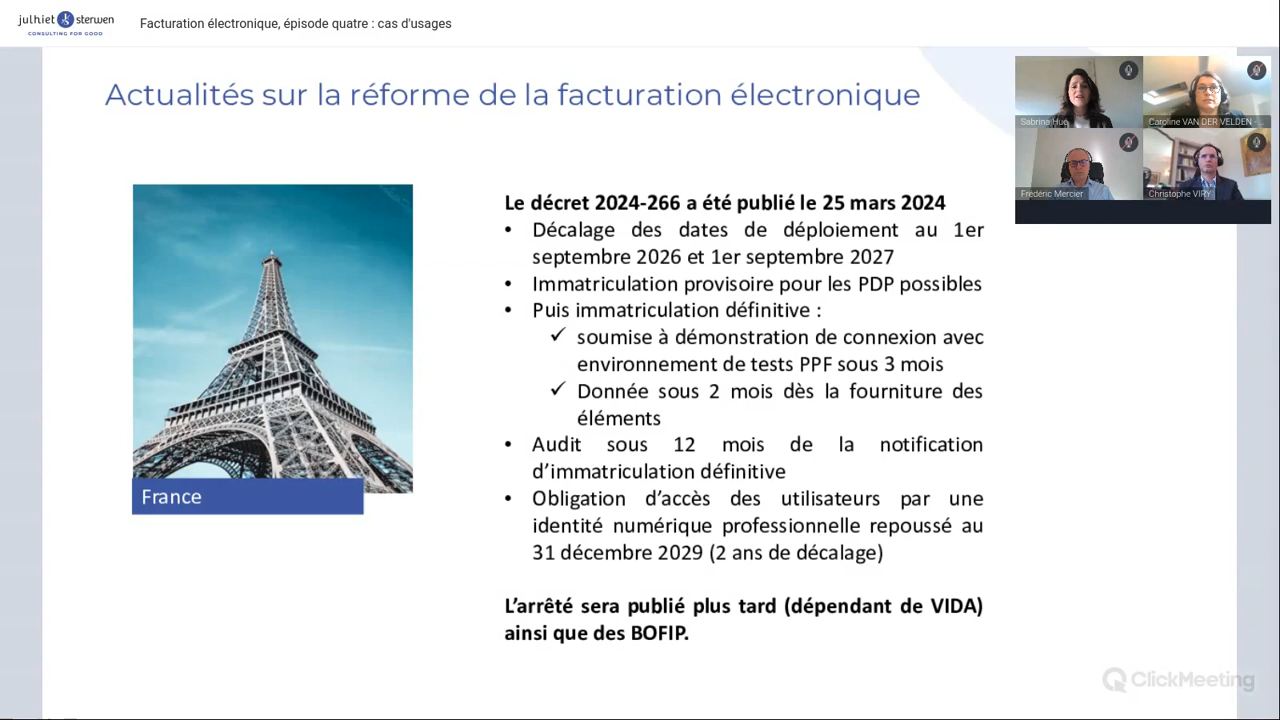 julhiet sterwen
CONSULTING FOR GOOD
Facturation électronique, épisode quatre : cas d'usages
Actualités sur la réforme de la facturation électronique
Sabrina Huc
Caroline VAN DER VELDEN -...
Frédéric Mercier
Christophe VIRY
Le décret 2024-266 a été publié le 25 mars 2024
• Décalage des dates de déploiement au 1er
septembre 2026 et 1er septembre 2027
• Immatriculation provisoire pour les PDP possibles
• Puis immatriculation définitive :
✓ soumise à démonstration de connexion avec
environnement de tests PPF sous 3 mois
✓ Donnée sous 2 mois dès la fourniture des
éléments
• Audit sous 12 mois de la notification
d’immatriculation définitive
• Obligation d’accès des utilisateurs par une
identité numérique professionnelle repoussé au
31 décembre 2029 (2 ans de décalage)
L’arrêté sera publié plus tard (dépendant de VIDA)
ainsi que des BOFIP.
France
ClickMeeting